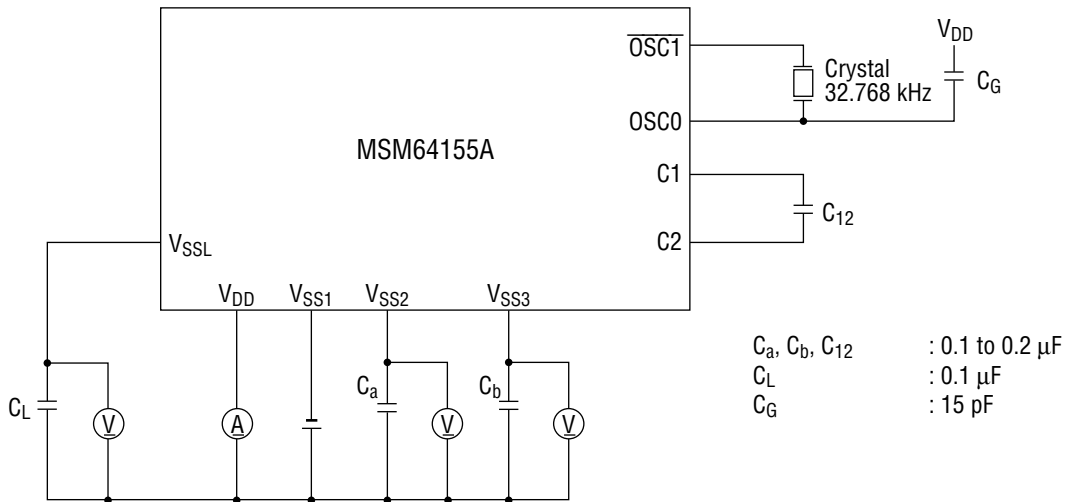 OSC1
V_DD
Crystal
32.768 kHz
C_G
OSC0
MSM64155A
C1
C_12
C2
V_SSL
V_DD V_SS1 V_SS2 V_SS3
C_a, C_b, C_12 : 0.1 to 0.2 μF
C_L : 0.1 μF
C_G : 15 pF
C_a C_b
C_L V A V V